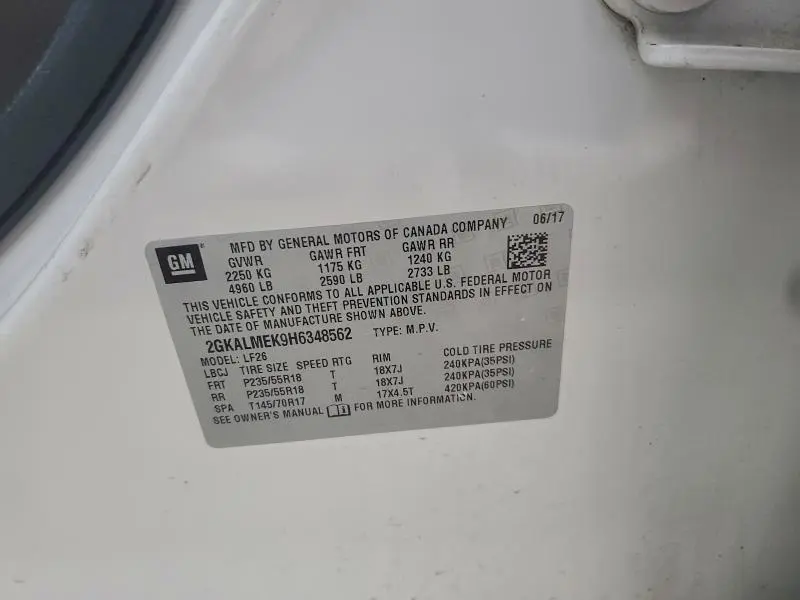 GM
MFD BY GENERAL MOTORS OF CANADA COMPANY 06/17
GVWR GAWR FRT GAWR RR
2250 KG 1175 KG 1240 KG
4960 LB 2590 LB 2733 LB
THIS VEHICLE CONFORMS TO ALL APPLICABLE U.S. FEDERAL MOTOR
VEHICLE SAFETY AND THEFT PREVENTION STANDARDS IN EFFECT ON
THE DATE OF MANUFACTURE SHOWN ABOVE.
2GKALMEK9H6348562 TYPE: M.P.V.
MODEL: LF26
LBCJ TIRE SIZE SPEED RTG RIM COLD TIRE PRESSURE
FRT P235/55R18 T 18X7J 240KPA(35PSI)
RR P235/55R18 T 18X7J 240KPA(35PSI)
SPA T145/70R17 M 17X4.5T 420KPA(60PSI)
SEE OWNER'S MANUAL FOR MORE INFORMATION.